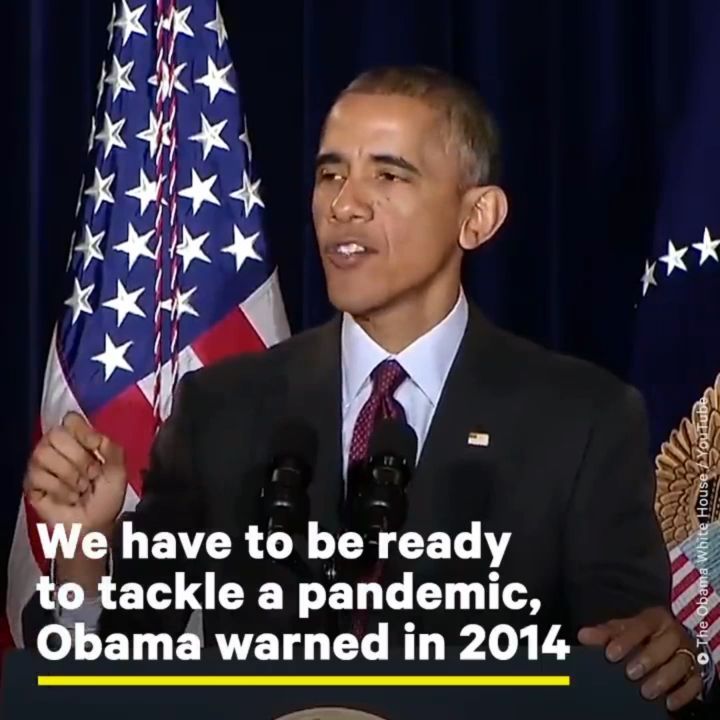 We have to be ready
to tackle a pandemic,
Obama warned in 2014
The Obama White House / YouTube